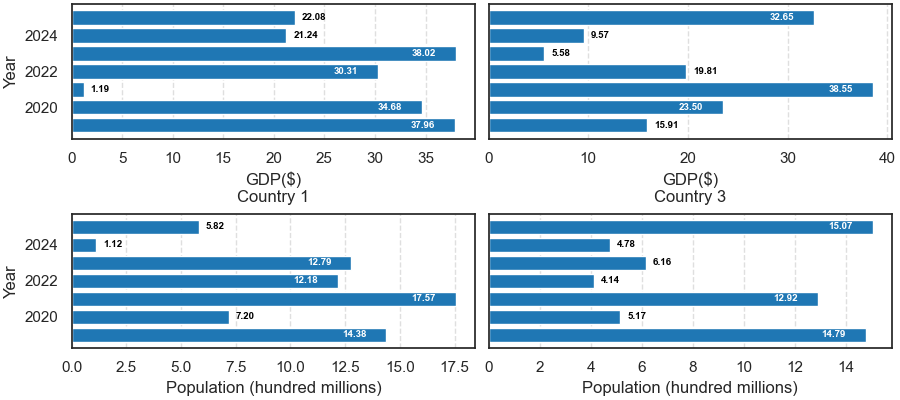 22.08
32.65
2024
21.24
9.57
38.02
5.58
Year
2022
30.31
19.81
1.19
38.55
2020
34.68
23.50
37.96
15.91
0 5 10 15 20 25 30 35
0 10 20 30 40
GDP($)
GDP($)
Country 1
Country 3
5.82
15.07
2024
1.12
4.78
12.79
6.16
Year
2022
12.18
4.14
17.57
12.92
2020
7.20
5.17
14.38
14.79
0.0 2.5 5.0 7.5 10.0 12.5 15.0 17.5
0 2 4 6 8 10 12 14
Population (hundred millions)
Population (hundred millions)